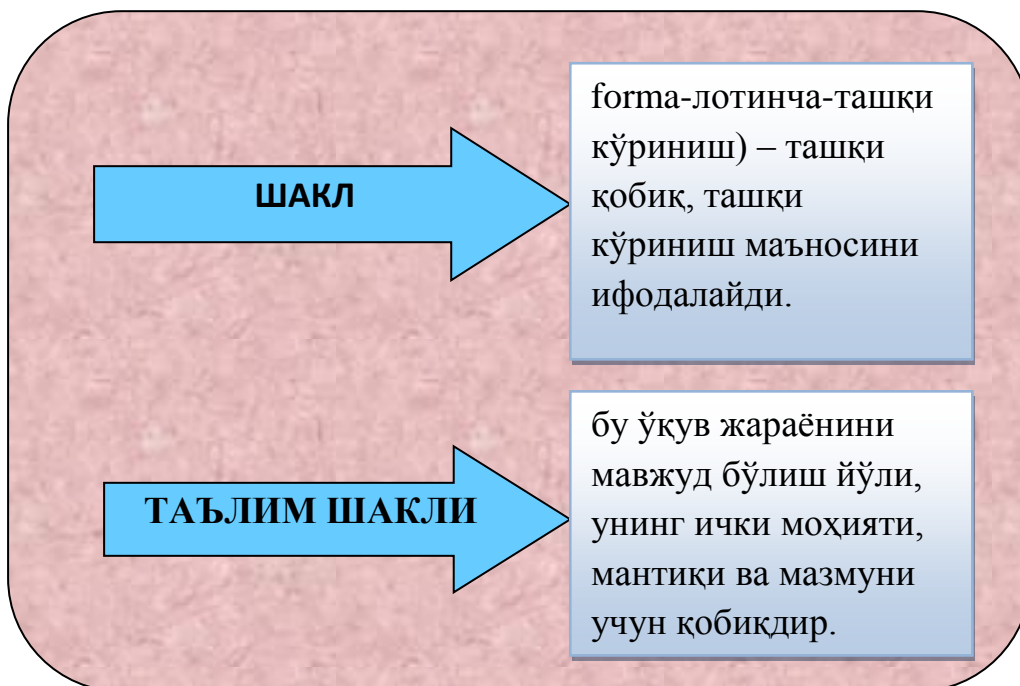 ШАКЛ
forma-лотинча-ташқи
кўриниш) – ташқи
қобиқ, ташқи
кўриниш маъносини
ифодалайди.
ТАЪЛИМ ШАКЛИ
бу ўқув жараёнини
мавжуд бўлиш йўли,
унинг ички моҳияти,
мантиқи ва мазмуни
учун қобиқдир.